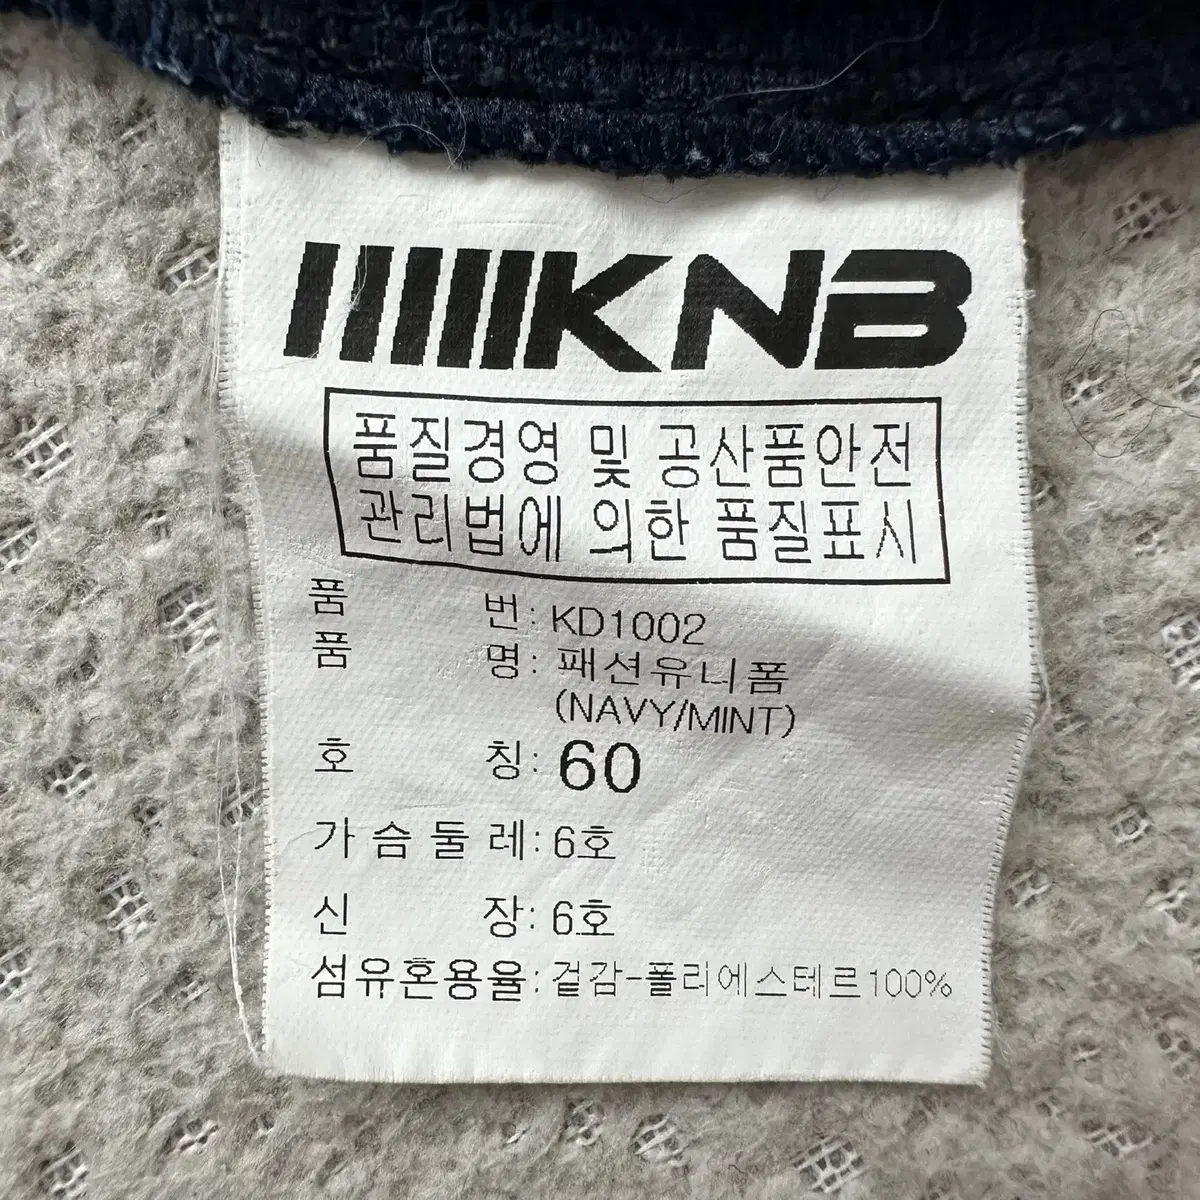 KNB
품질경영 및 공산품안전
관리법에 의한 품질표시
품 번: KD1002
품 명: 패션유니폼
(NAVY/MINT)
호 칭: 60
가슴둘레: 6호
신 장: 6호
섬유혼용율: 겉감-폴리에스테르100%